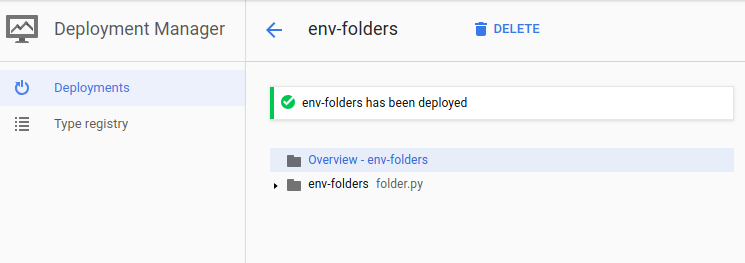 Deployment Manager
env-folders
DELETE
Deployments
Type registry
env-folders has been deployed
Overview - env-folders
env-folders folder.py